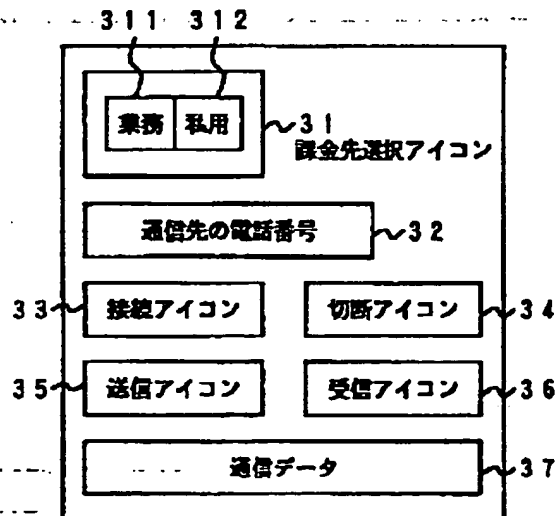 311 312
業務 私用 31
課金先選択アイコン
通信先の電話番号 32
33 接続アイコン 切断アイコン 34
35 送信アイコン 受信アイコン 36
通信データ 37